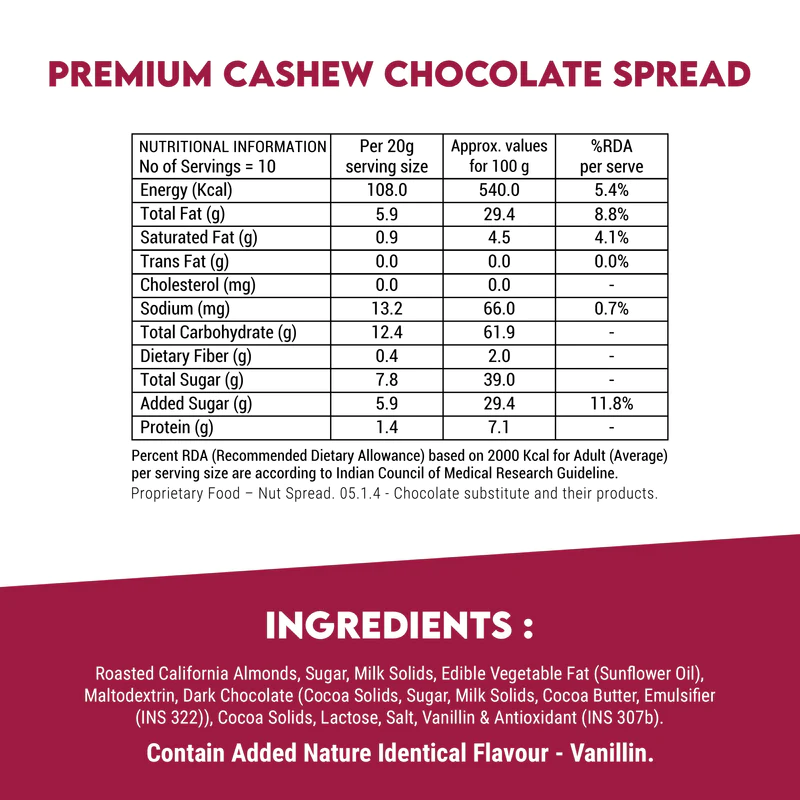 PREMIUM CASHEW CHOCOLATE SPREAD
NUTRITIONAL INFORMATION Per 20g Approx. values %RDA
No of Servings = 10 serving size for 100 g per serve
Energy (Kcal) 108.0 540.0 5.4%
Total Fat (g) 5.9 29.4 8.8%
Saturated Fat (g) 0.9 4.5 4.1%
Trans Fat (g) 0.0 0.0 0.0%
Cholesterol (mg) 0.0 0.0 -
Sodium (mg) 13.2 66.0 0.7%
Total Carbohydrate (g) 12.4 61.9 -
Dietary Fiber (g) 0.4 2.0 -
Total Sugar (g) 7.8 39.0 -
Added Sugar (g) 5.9 29.4 11.8%
Protein (g) 1.4 7.1 -
Percent RDA (Recommended Dietary Allowance) based on 2000 Kcal for Adult (Average)
per serving size are according to Indian Council of Medical Research Guideline.
Proprietary Food – Nut Spread. 05.1.4 - Chocolate substitute and their products.
INGREDIENTS :
Roasted California Almonds, Sugar, Milk Solids, Edible Vegetable Fat (Sunflower Oil),
Maltodextrin, Dark Chocolate (Cocoa Solids, Sugar, Milk Solids, Cocoa Butter, Emulsifier
(INS 322)), Cocoa Solids, Lactose, Salt, Vanillin & Antioxidant (INS 307b).
Contain Added Nature Identical Flavour - Vanillin.